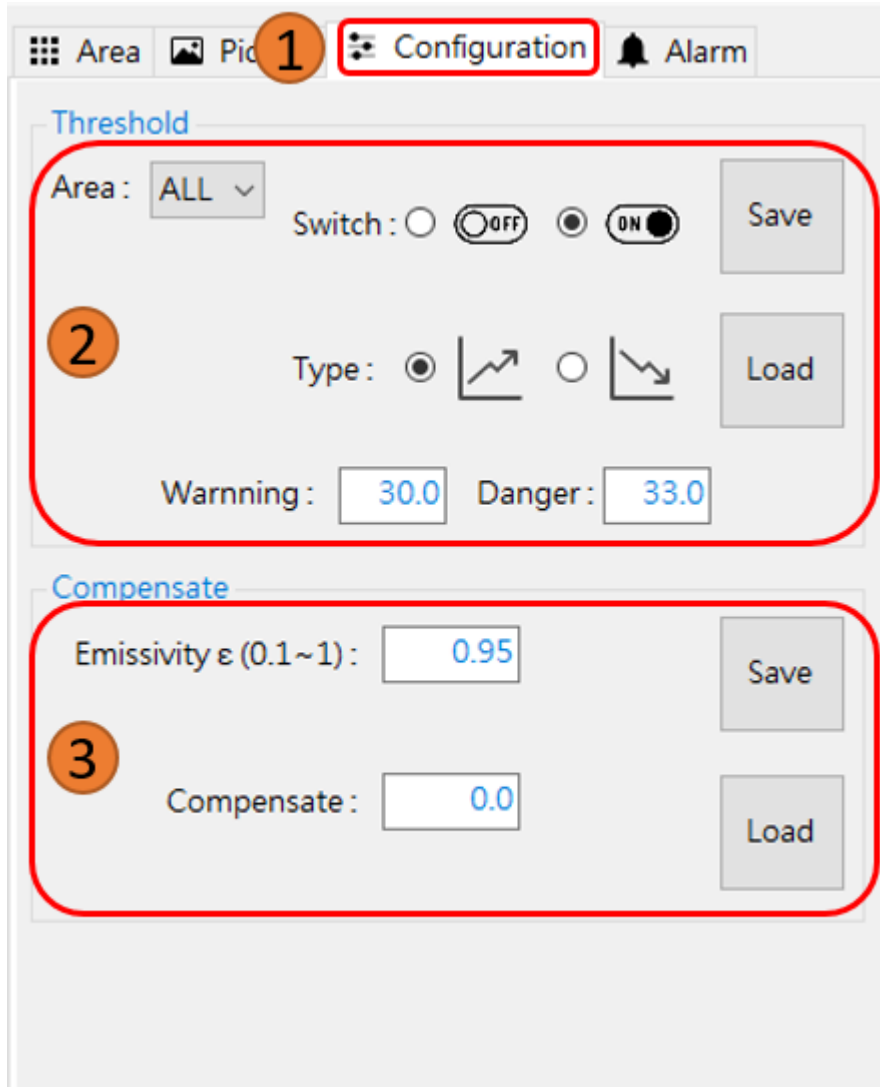 Area Pic 1 Configuration Alarm
Threshold
Area : ALL
Switch : OFF ON Save
2
Type : Load
Warnning : 30.0 Danger : 33.0
Compensate
Emissivity ε (0.1~1) : 0.95 Save
3
Compensate : 0.0
Load